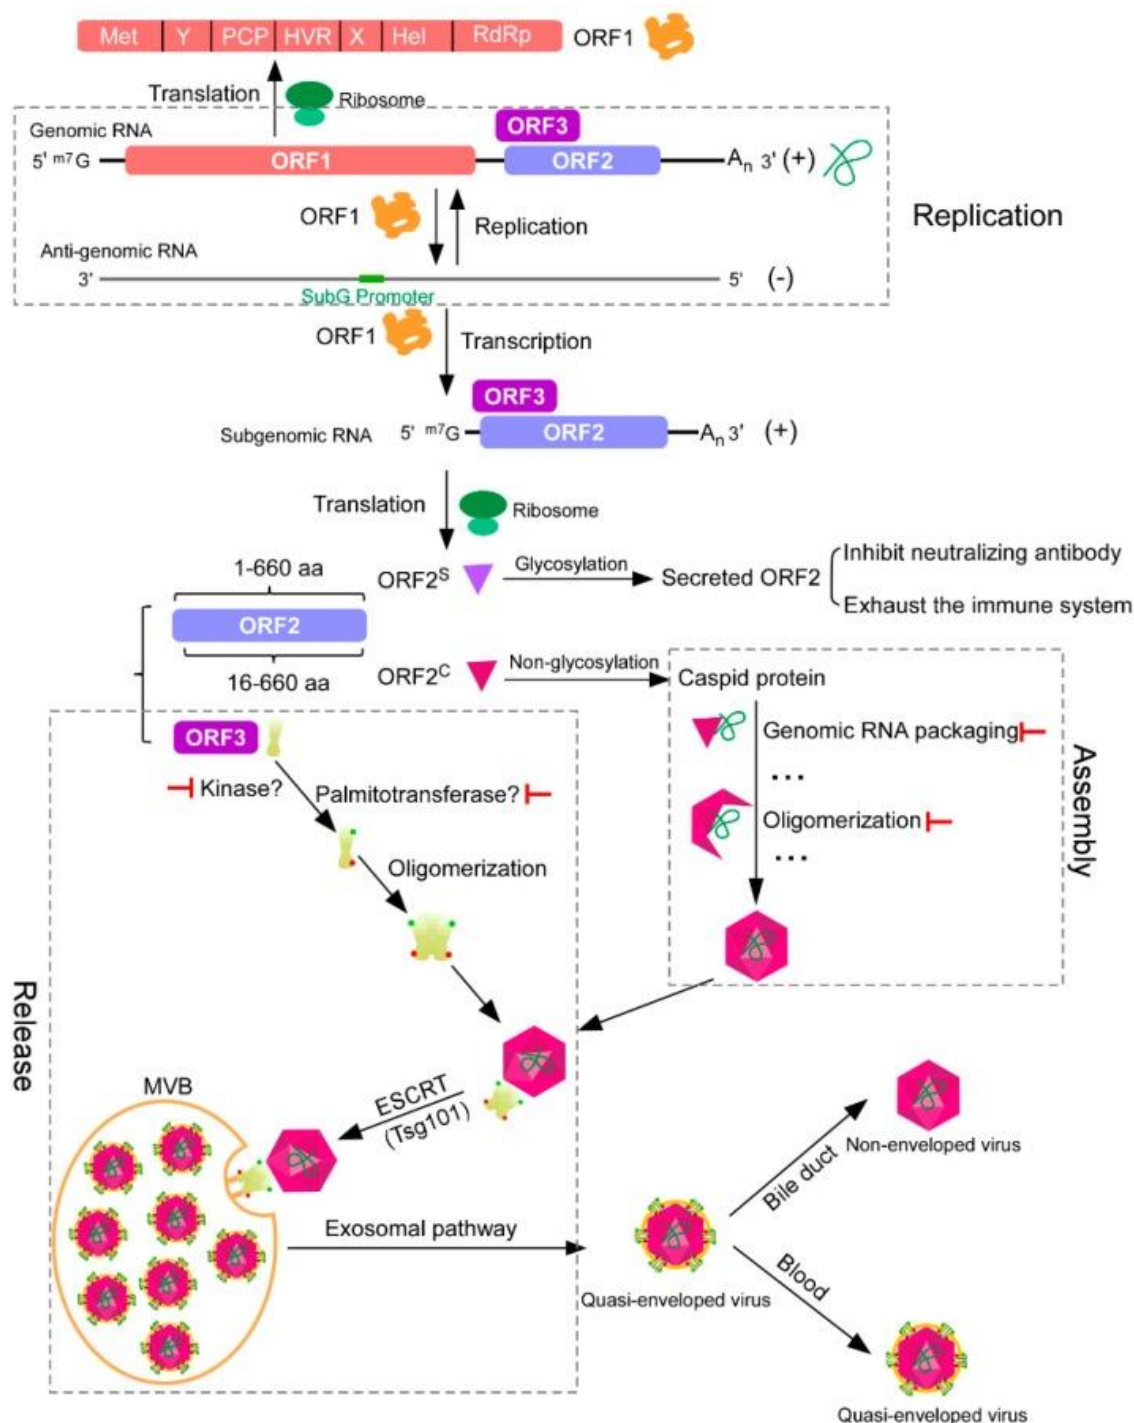 Met Y PCP HVR X Hel RdRp ORF1
Translation Ribosome
Genomic RNA
ORF3
5' m7G ORF1 ORF2 An 3' (+)
ORF1 Replication
Replication
Anti-genomic RNA
3' 5' (-)
SubG Promoter
ORF1 Transcription
ORF3
Subgenomic RNA 5' m7G ORF2 An 3' (+)
Translation Ribosome
1-660 aa
ORF2S Glycosylation Secreted ORF2
Inhibit neutralizing antibody
Exhaust the immune system
ORF2
16-660 aa
ORF2C Non-glycosylation Caspid protein
ORF3
Genomic RNA packaging
...
Kinase? Palmitotransferase?
Oligomerization
...
Assembly
Oligomerization
Release
MVB
ESCRT
(Tsg101)
Non-enveloped virus
Bile duct
Exosomal pathway
Quasi-enveloped virus
Blood
Quasi-enveloped virus